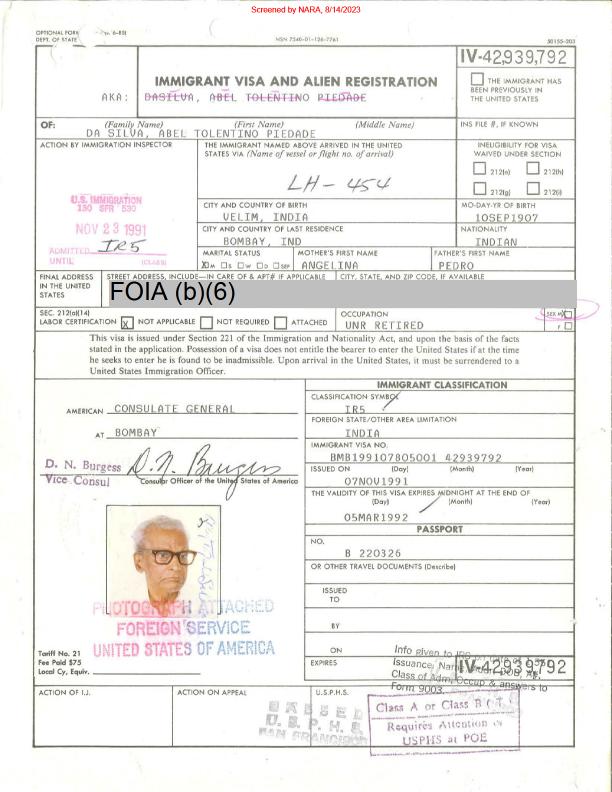 Screened by NARA, 8/14/2023
OPTIONAL FORM
DEPT. OF STATE
NSN 7540-01-126-7761
50155-203
IV-42,939,792
IMMIGRANT VISA AND ALIEN REGISTRATION
AKA: DASILVA, ABEL TOLENTINO PIEDADE
THE IMMIGRANT HAS
BEEN PREVIOUSLY IN
THE UNITED STATES
OF: (Family Name) (First Name) (Middle Name)
DA SILVA, ABEL TOLENTINO PIEDADE
INS FILE #, IF KNOWN
ACTION BY IMMIGRATION INSPECTOR
THE IMMIGRANT NAMED ABOVE ARRIVED IN THE UNITED
STATES VIA (Name of vessel or flight no. of arrival)
LH-454
INELIGIBILITY FOR VISA
WAIVED UNDER SECTION
212(e) 212(h)
212(g) 212(i)
U.S. IMMIGRATION
130 SFR 530
NOV 23 1991
ADMITTED IR5
UNTIL (CLASS)
CITY AND COUNTRY OF BIRTH
VELIM, INDIA
MO-DAY-YR OF BIRTH
10SEP1907
CITY AND COUNTRY OF LAST RESIDENCE
BOMBAY, IND
NATIONALITY
INDIAN
MARITAL STATUS
X M S W D SEP
MOTHER'S FIRST NAME
ANGELINA
FATHER'S FIRST NAME
PEDRO
FINAL ADDRESS
IN THE UNITED
STATES
STREET ADDRESS, INCLUDE—IN CARE OF & APT# IF APPLICABLE
CITY, STATE, AND ZIP CODE, IF AVAILABLE
FOIA (b)(6)
SEC. 212(a)(14)
LABOR CERTIFICATION X NOT APPLICABLE NOT REQUIRED ATTACHED
OCCUPATION
UNR RETIRED
SEX M X
F
This visa is issued under Section 221 of the Immigration and Nationality Act, and upon the basis of the facts
stated in the application. Possession of a visa does not entitle the bearer to enter the United States if at the time
he seeks to enter he is found to be inadmissible. Upon arrival in the United States, it must be surrendered to a
United States Immigration Officer.
AMERICAN CONSULATE GENERAL
AT BOMBAY
D. N. Burgess
Vice Consul
D. N. Burgess
Consular Officer of the United States of America
IMMIGRANT CLASSIFICATION
CLASSIFICATION SYMBOL
IR5
FOREIGN STATE/OTHER AREA LIMITATION
INDIA
IMMIGRANT VISA NO.
BMB199107805001 42939792
ISSUED ON (Day) (Month) (Year)
07NOV1991
THE VALIDITY OF THIS VISA EXPIRES MIDNIGHT AT THE END OF
(Day) (Month) (Year)
05MAR1992
PASSPORT
NO.
B 220326
OR OTHER TRAVEL DOCUMENTS (Describe)
ISSUED
TO
BY
ON
EXPIRES
PHOTOGRAPH ATTACHED
FOREIGN SERVICE
UNITED STATES OF AMERICA
Tariff No. 21
Fee Paid $75
Local Cy, Equiv.
Info given to
Issuance,
Class of Adm, Occup & answers to
Form 9003
IV-42,939,792
ACTION OF I.J.
ACTION ON APPEAL
U.S.P.H.S.
PASSED
U.S.P.H.S.
SAN FRANCISCO
Class A or Class B
Requires Attention of
USPHS at POE